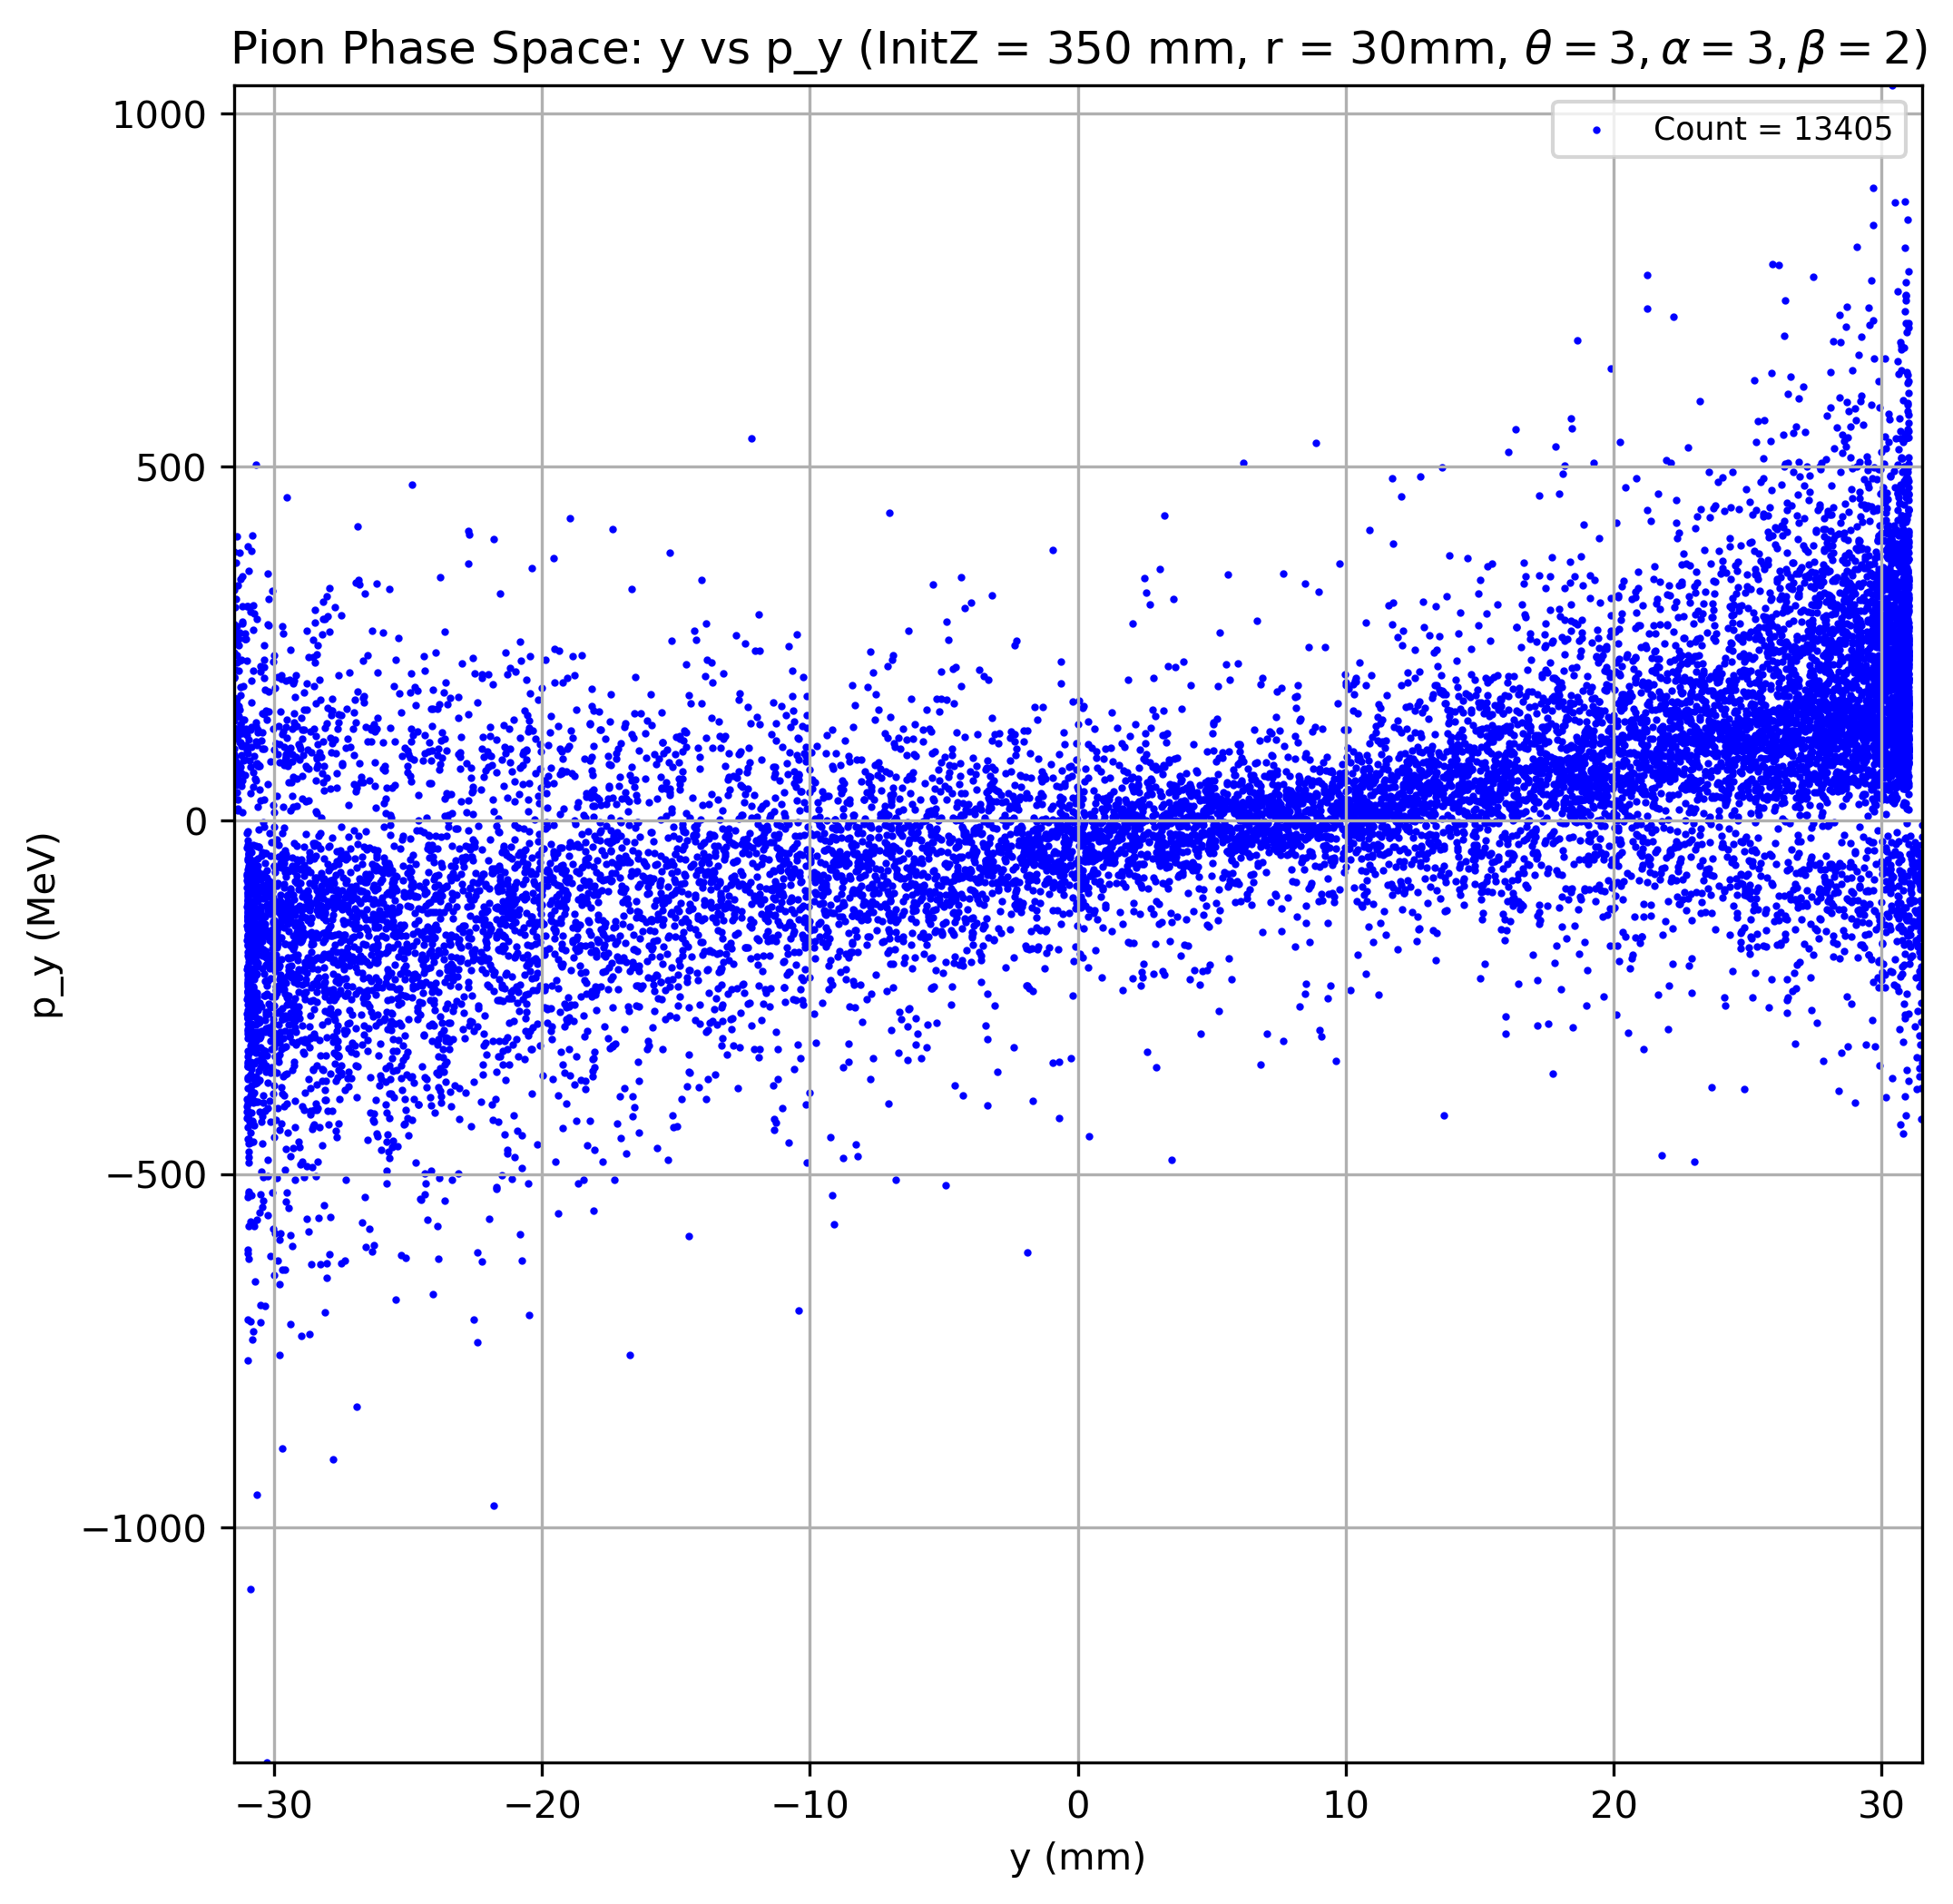 Pion Phase Space: y vs p_y (InitZ = 350 mm, r = 30mm, θ = 3, α = 3, β = 2)
Count = 13405
1000
500
0
−500
−1000
p_y (MeV)
−30 −20 −10 0 10 20 30
y (mm)